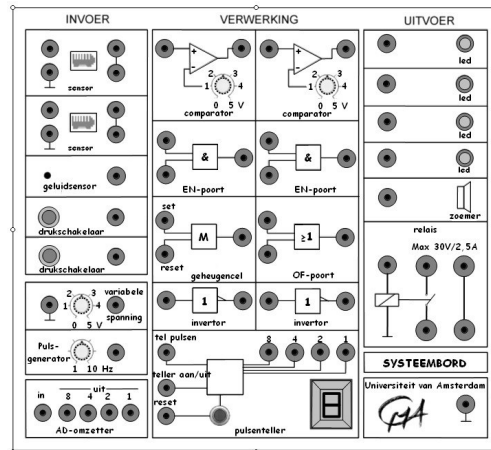 INVOER
sensor
sensor
geluidsensor
drukschakelaar
drukschakelaar
2 3
1 4
0 5 V
variabele
spanning
Puls-
generator
1 10 Hz
in
uit
8 4 2 1
AD-omzetter
VERWERKING
+
-
2 3
1 4
0 5 V
comparator
+
-
2 3
1 4
0 5 V
comparator
&
EN-poort
&
EN-poort
set
M
reset
geheugencel
≥1
OF-poort
1
invertor
1
invertor
tel pulsen
8 4 2 1
teller aan/uit
reset
8
pulsenteller
UITVOER
led
led
led
led
zoemer
relais
Max 30V/2,5A
SYSTEEMBORD
Universiteit van Amsterdam
CMA